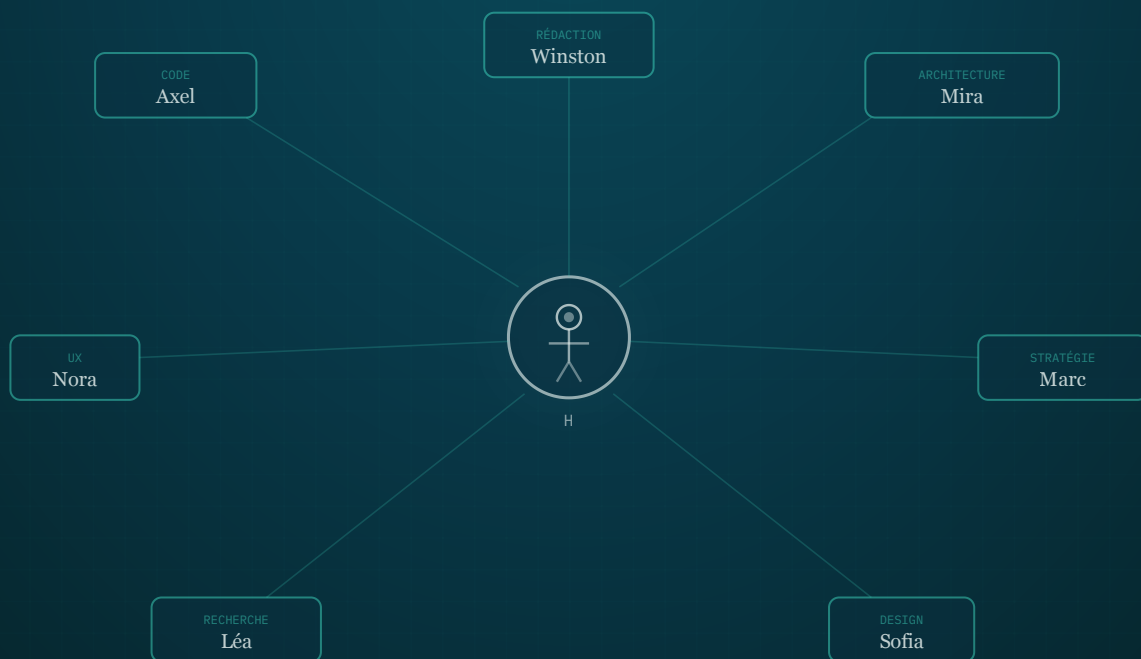 RÉDACTION
Winston
CODE
Axel
ARCHITECTURE
Mira
UX
Nora
STRATÉGIE
Marc
H
RECHERCHE
Léa
DESIGN
Sofia